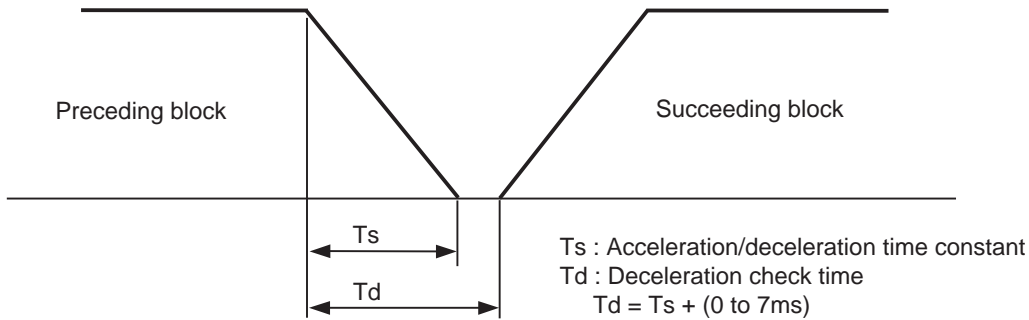 Preceding block
Succeeding block
Ts
Td
Ts : Acceleration/deceleration time constant
Td : Deceleration check time
Td = Ts + (0 to 7ms)